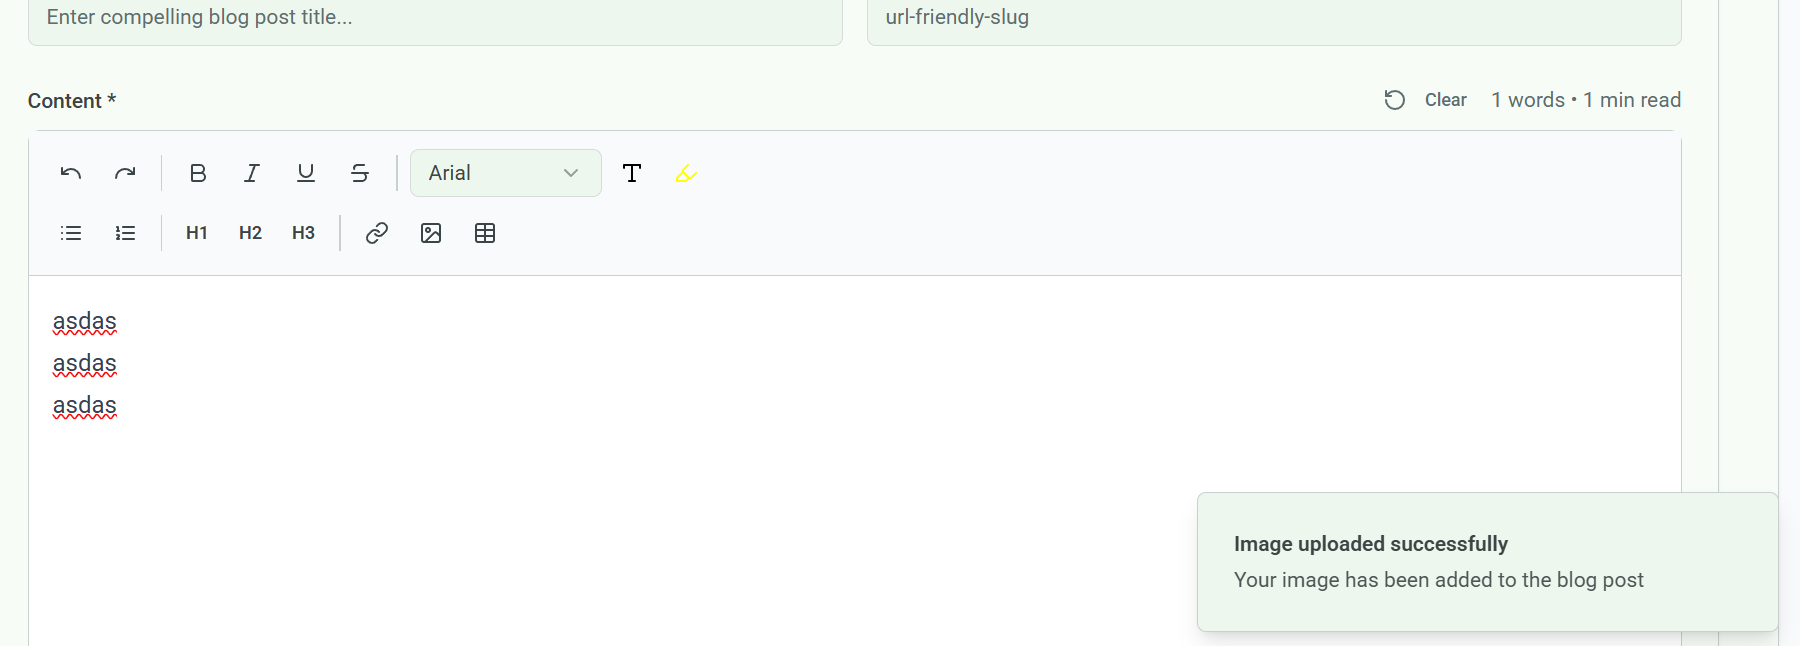 Enter compelling blog post title...
url-friendly-slug
Content *
Clear 1 words • 1 min read
B I U S Arial T
H1 H2 H3
asdas
asdas
asdas
Image uploaded successfully
Your image has been added to the blog post